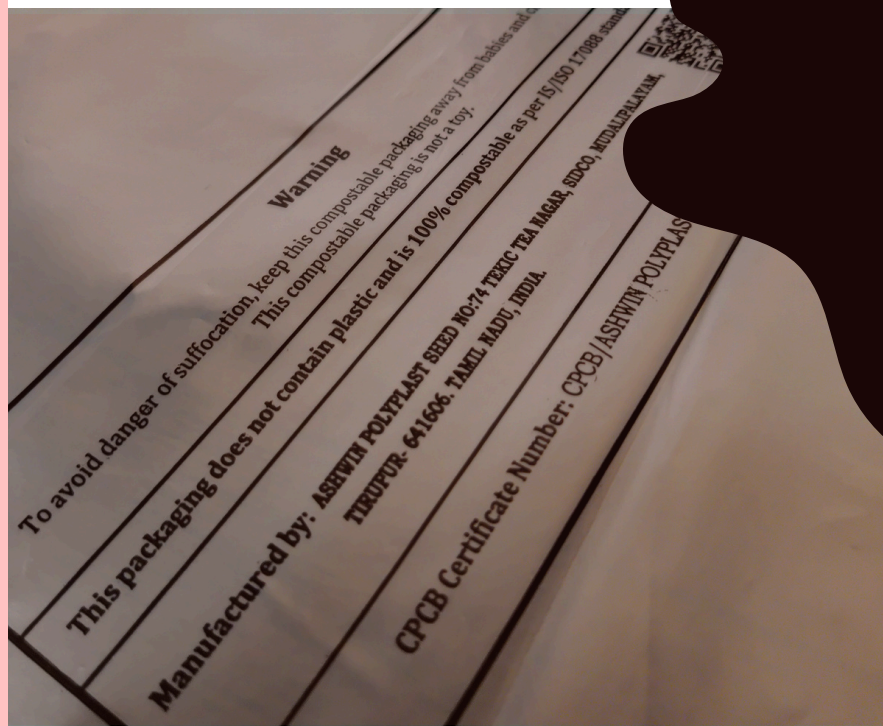 Warning
To avoid danger of suffocation, keep this compostable packaging away from babies and
This compostable packaging is not a toy.
This packaging does not contain plastic and is 100% compostable as per IS/ISO 17088
Manufactured by: ASHWIN POLYPLAST SHED NO:74 TEKIC TEA NAGAR, SIDCO, MUDALIPALAYAM,
TIRUPUR- 641606. TAMIL NADU, INDIA.
CPCB Certificate Number: CPCB/ASHWIN